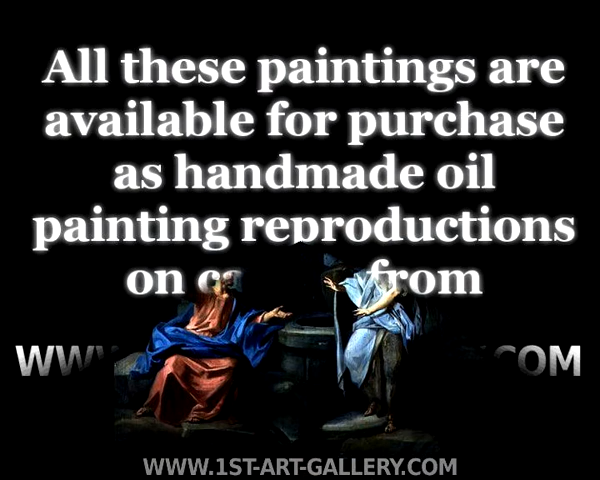 All these paintings are
available for purchase
as handmade oil
painting reproductions
on from
WWW.1ST-ART-GALLERY.COM